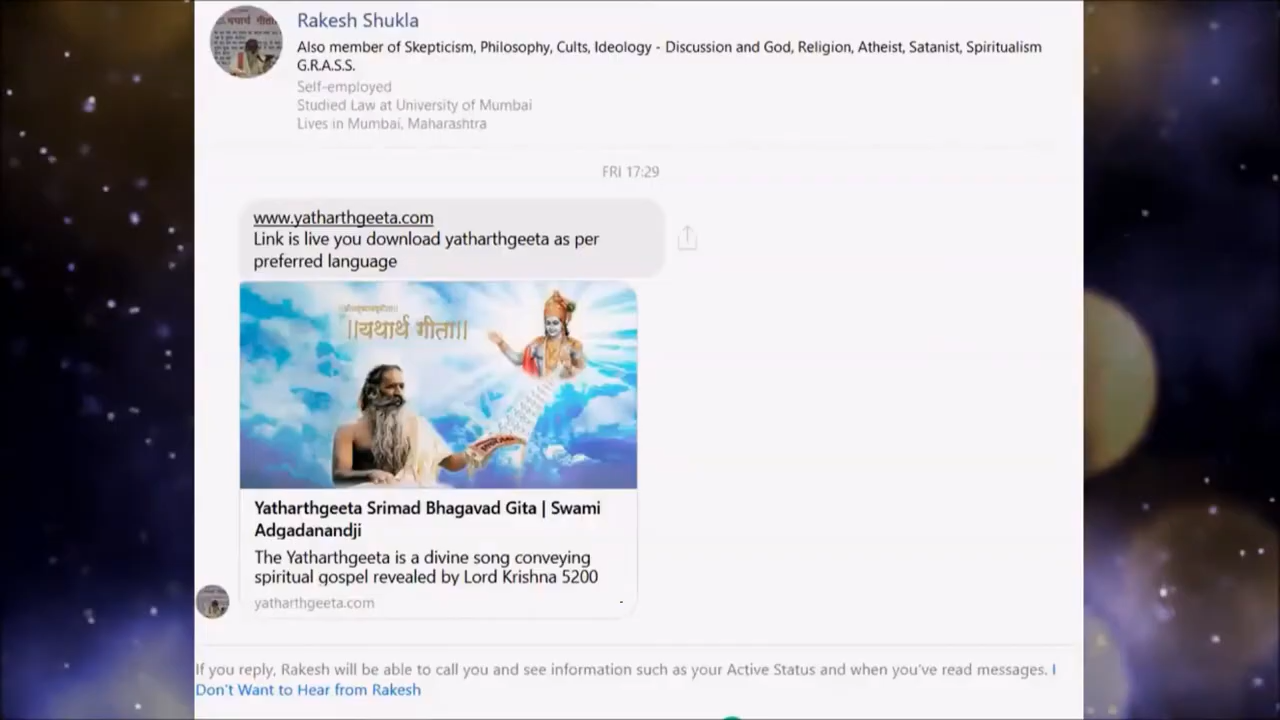 Rakesh Shukla
Also member of Skepticism, Philosophy, Cults, Ideology - Discussion and God, Religion, Atheist, Satanist, Spiritualism
G.R.A.S.S.
Self-employed
Studied Law at University of Mumbai
Lives in Mumbai, Maharashtra
FRI 17:29
www.yatharthgeeta.com
Link is live you download yatharthgeeta as per
preferred language
||यथार्थ गीता||
Yatharthgeeta Srimad Bhagavad Gita | Swami
Adgadanandji
The Yatharthgeeta is a divine song conveying
spiritual gospel revealed by Lord Krishna 5200
yatharthgeeta.com
If you reply, Rakesh will be able to call you and see information such as your Active Status and when you've read messages. I
Don't Want to Hear from Rakesh